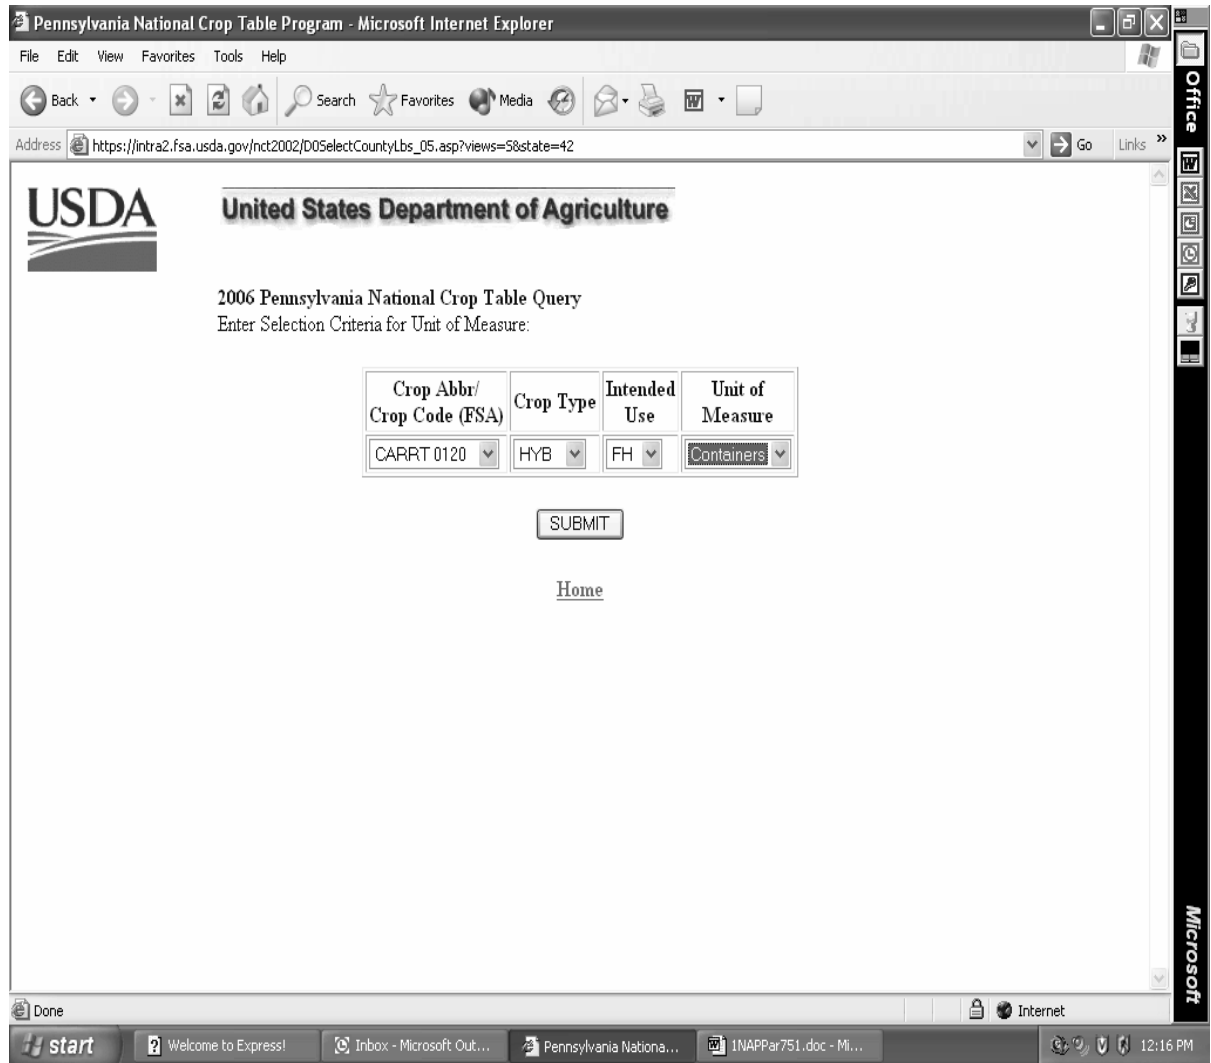 Pennsylvania National Crop Table Program - Microsoft Internet Explorer
File Edit View Favorites Tools Help
Back Search Favorites Media
Address https://intra2.fsa.usda.gov/nct2002/D0SelectCountyLbs_05.asp?views=5&state=42 Go Links »
Office
USDA
United States Department of Agriculture
2006 Pennsylvania National Crop Table Query
Enter Selection Criteria for Unit of Measure:
Crop Abbr/
Crop Code (FSA)
Crop Type
Intended
Use
Unit of
Measure
CARRT 0120 HYB FH Containers
SUBMIT
Home
Microsoft
Done Internet
start Welcome to Express! Inbox - Microsoft Out... Pennsylvania Nationa... 1NAPPar751.doc - Mi... 12:16 PM